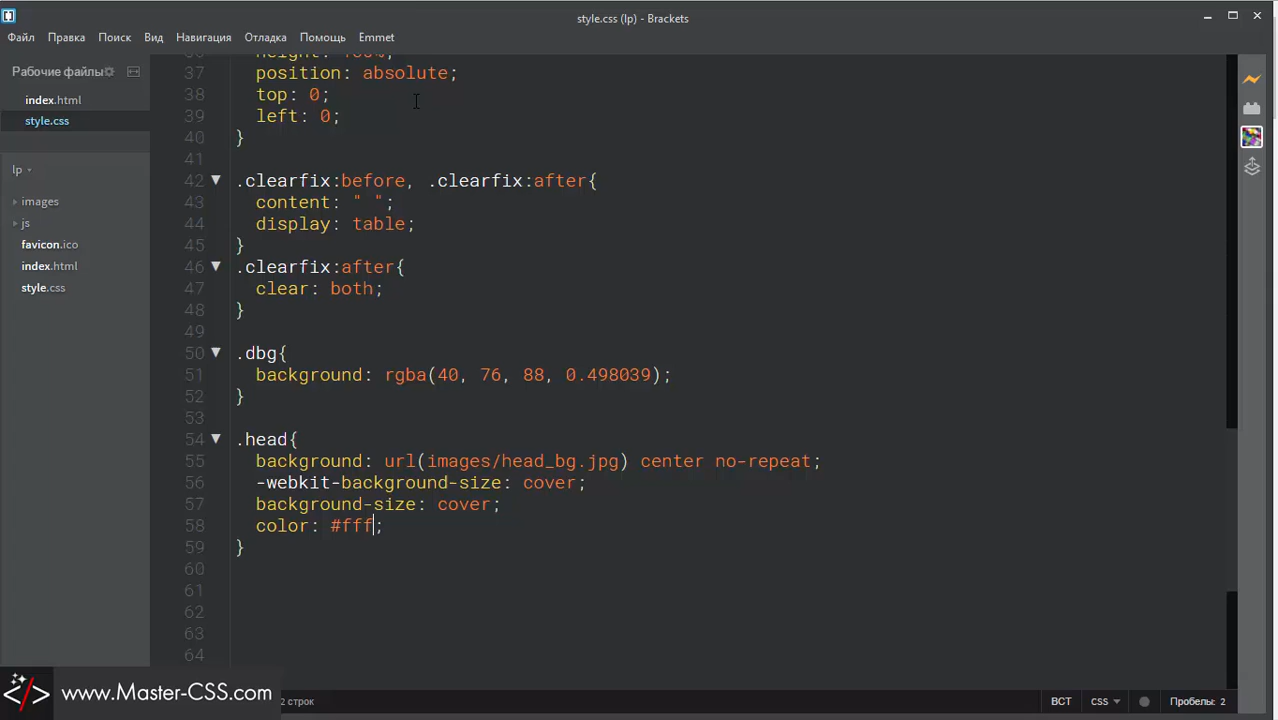 style.css (lp) - Brackets
Файл Правка Поиск Вид Навигация Отладка Помощь Emmet
Рабочие файлы
index.html
style.css
lp
images
js
favicon.ico
index.html
style.css
37 position: absolute;
38 top: 0;
39 left: 0;
40 }
41
42 .clearfix:before, .clearfix:after{
43 content: " ";
44 display: table;
45 }
46 .clearfix:after{
47 clear: both;
48 }
49
50 .dbg{
51 background: rgba(40, 76, 88, 0.498039);
52 }
53
54 .head{
55 background: url(images/head_bg.jpg) center no-repeat;
56 -webkit-background-size: cover;
57 background-size: cover;
58 color: #fff;
59 }
60
61
62
63
64
</> www.Master-CSS.com
2 строк ВСТ CSS Пробелы: 2